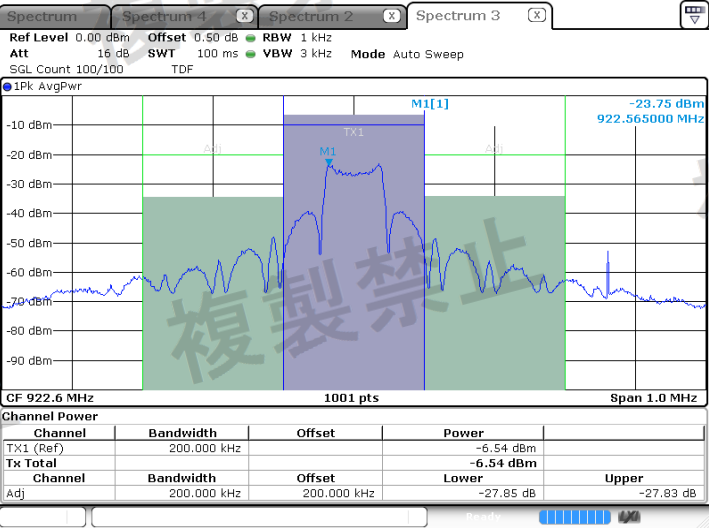 Spectrum Spectrum 4 Spectrum 2 Spectrum 3
Ref Level 0.00 dBm Offset 0.50 dB RBW 1 kHz
Att 16 dB SWT 100 ms VBW 3 kHz Mode Auto Sweep
SGL Count 100/100 TDF
1Pk AvgPwr
M1[1] -23.75 dBm
922.565000 MHz
-10 dBm
TX1
Adj Adj
-20 dBm
M1
-30 dBm
-40 dBm
-50 dBm
-60 dBm
-70 dBm
-80 dBm
-90 dBm
複製禁止
CF 922.6 MHz 1001 pts Span 1.0 MHz
Channel Power
Channel Bandwidth Offset Power
TX1 (Ref) 200.000 kHz -6.54 dBm
Tx Total -6.54 dBm
Channel Bandwidth Offset Lower Upper
Adj 200.000 kHz 200.000 kHz -27.85 dB -27.83 dB
Ready